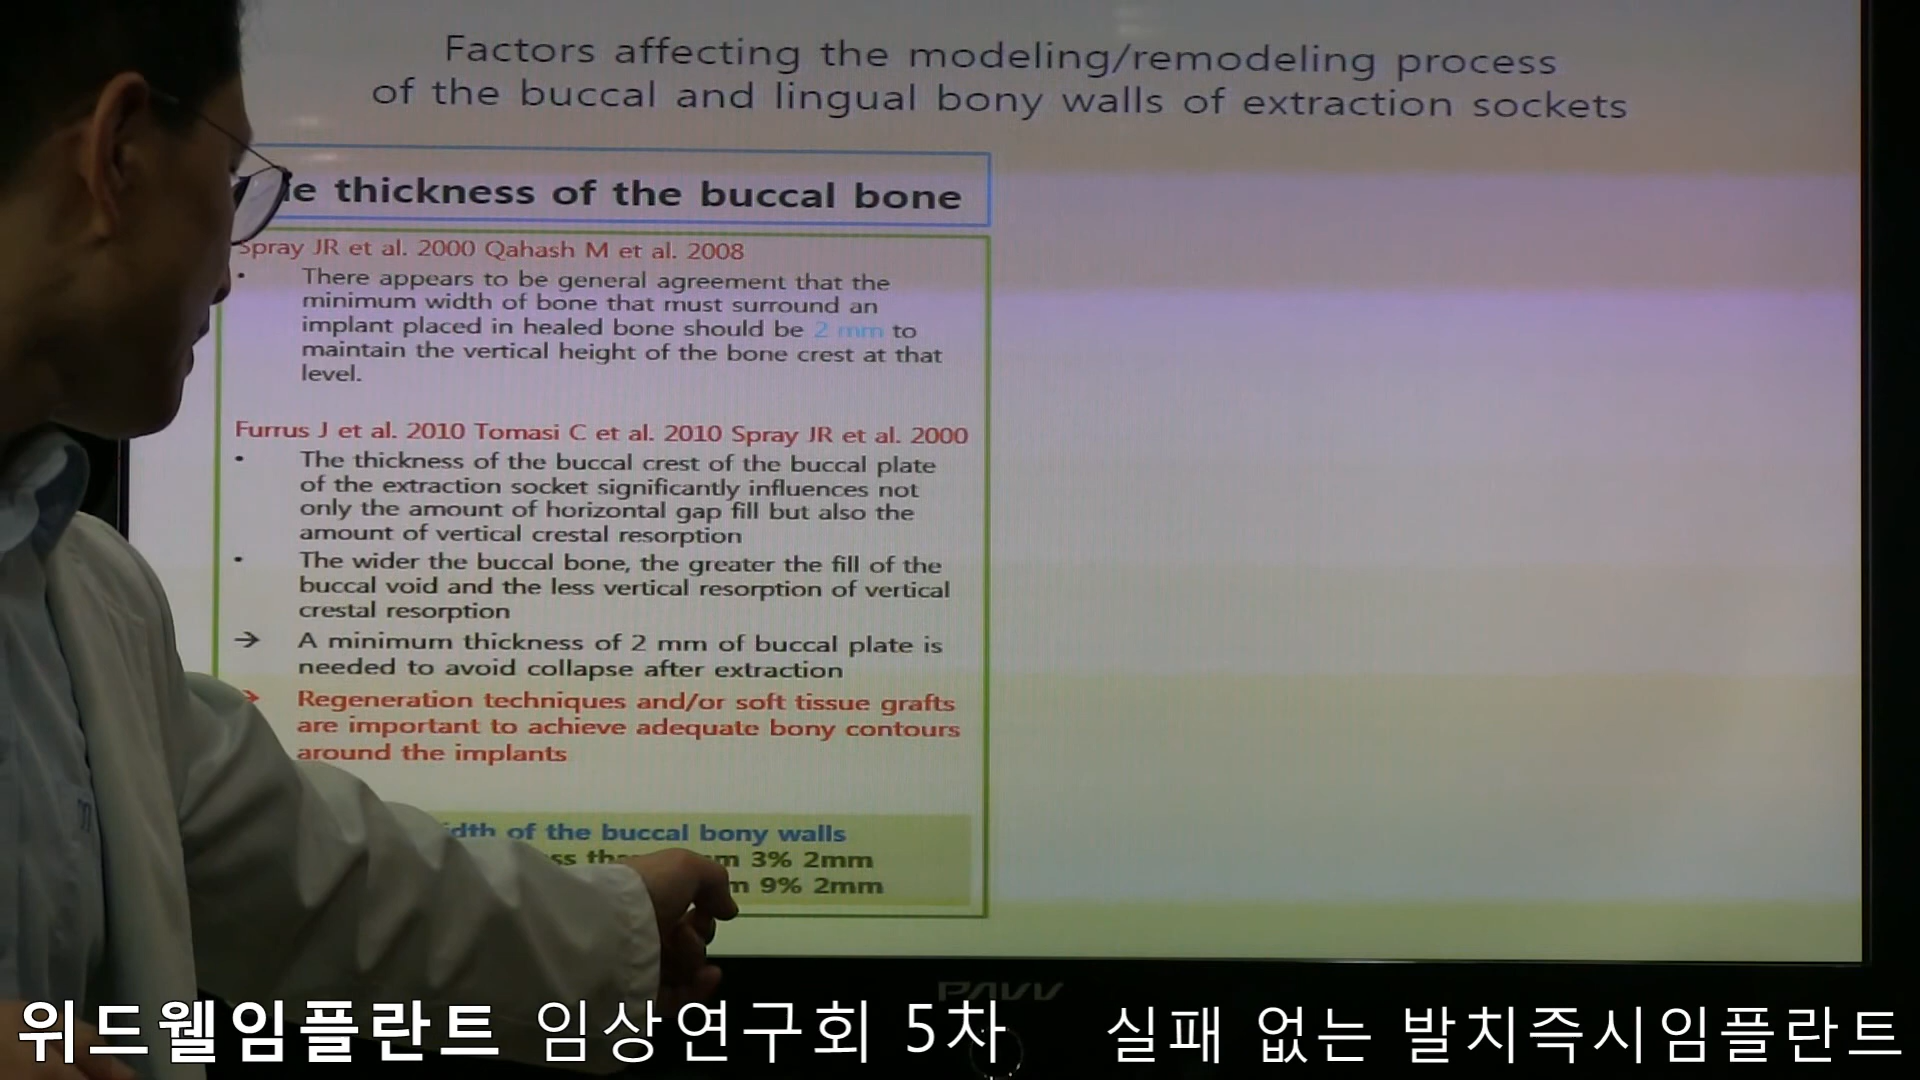 Factors affecting the modeling/remodeling process
of the buccal and lingual bony walls of extraction sockets
thickness of the buccal bone
Spray JR et al. 2000 Qahash M et al. 2008
• There appears to be general agreement that the
minimum width of bone that must surround an
implant placed in healed bone should be 2 mm to
maintain the vertical height of the bone crest at that
level.
Furrus J et al. 2010 Tomasi C et al. 2010 Spray JR et al. 2000
• The thickness of the buccal crest of the buccal plate
of the extraction socket significantly influences not
only the amount of horizontal gap fill but also the
amount of vertical crestal resorption
• The wider the buccal bone, the greater the fill of the
buccal void and the less vertical resorption of vertical
crestal resorption
→ A minimum thickness of 2 mm of buccal plate is
needed to avoid collapse after extraction
→ Regeneration techniques and/or soft tissue grafts
are important to achieve adequate bony contours
around the implants
of the buccal bony walls
3% 2mm
9% 2mm
PAVV
위드웰임플란트 임상연구회 5차 실패 없는 발치즉시임플란트